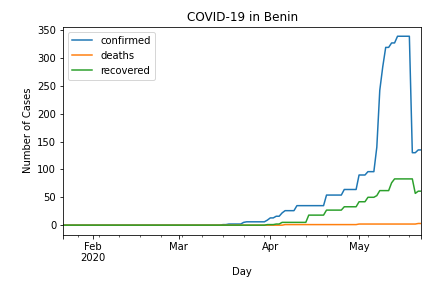 COVID-19 in Benin
confirmed
deaths
recovered
Number of Cases
350
300
250
200
150
100
50
0
Feb
2020
Mar
Apr
May
Day